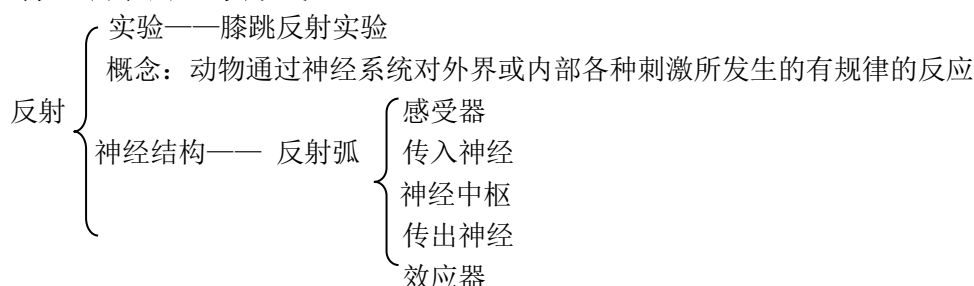 实验——膝跳反射实验
概念：动物通过神经系统对外界或内部各种刺激所发生的有规律的反应
反射
感受器
神经结构—— 反射弧
传入神经
神经中枢
传出神经
效应器